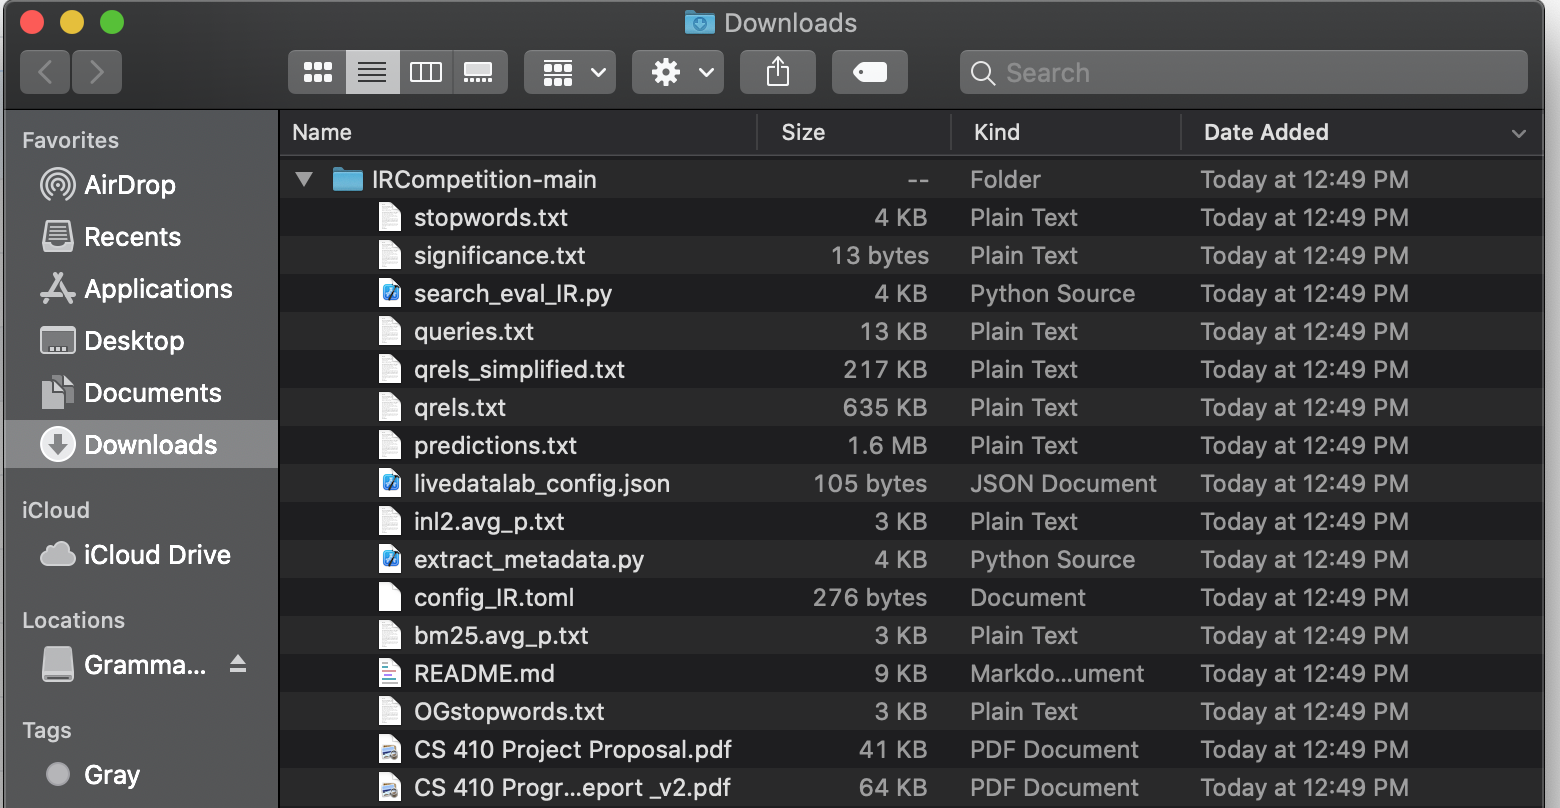 Downloads
Search
Favorites
AirDrop
Recents
Applications
Desktop
Documents
Downloads
iCloud
iCloud Drive
Locations
Gramma...
Tags
Gray
Name Size Kind Date Added
IRCompetition-main -- Folder Today at 12:49 PM
stopwords.txt 4 KB Plain Text Today at 12:49 PM
significance.txt 13 bytes Plain Text Today at 12:49 PM
search_eval_IR.py 4 KB Python Source Today at 12:49 PM
queries.txt 13 KB Plain Text Today at 12:49 PM
qrels_simplified.txt 217 KB Plain Text Today at 12:49 PM
qrels.txt 635 KB Plain Text Today at 12:49 PM
predictions.txt 1.6 MB Plain Text Today at 12:49 PM
livedatalab_config.json 105 bytes JSON Document Today at 12:49 PM
inl2.avg_p.txt 3 KB Plain Text Today at 12:49 PM
extract_metadata.py 4 KB Python Source Today at 12:49 PM
config_IR.toml 276 bytes Document Today at 12:49 PM
bm25.avg_p.txt 3 KB Plain Text Today at 12:49 PM
README.md 9 KB Markdo...ument Today at 12:49 PM
OGstopwords.txt 3 KB Plain Text Today at 12:49 PM
CS 410 Project Proposal.pdf 41 KB PDF Document Today at 12:49 PM
CS 410 Progr...eport _v2.pdf 64 KB PDF Document Today at 12:49 PM